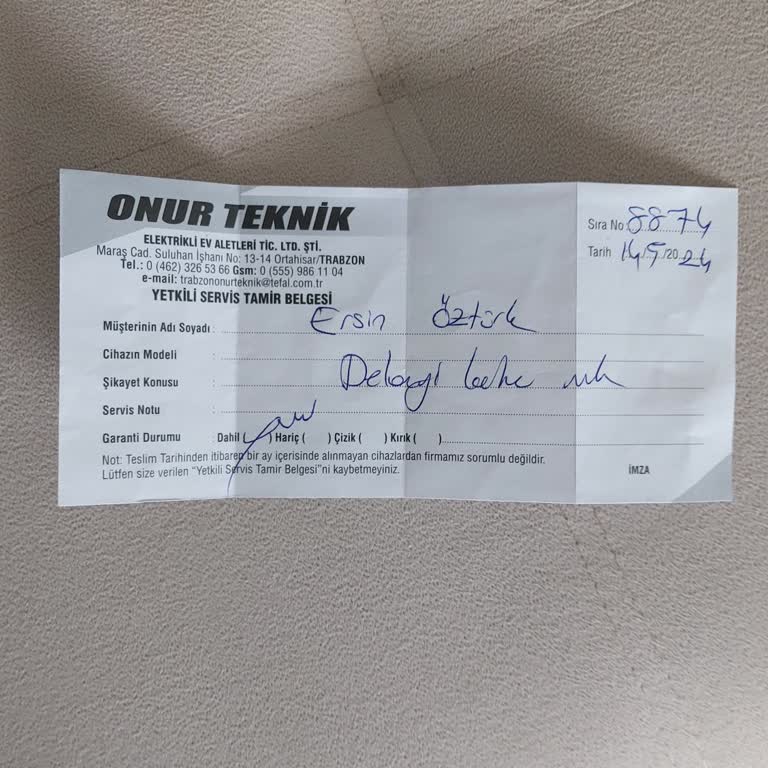 ONUR TEKNİK
ELEKTRİKLİ EV ALETLERİ TİC. LTD. ŞTİ.
Maraş Cad. Suluhan İşhanı No: 13-14 Ortahisar/TRABZON
Tel.: 0 (462) 326 53 66 Gsm: 0 (555) 986 11 04
e-mail: trabzononurteknik@tefal.com.tr
YETKİLİ SERVİS TAMİR BELGESİ
Sıra No: 8874
Tarih 14/5/2024
Müşterinin Adı Soyadı : Ersin Öztürk
Cihazın Modeli :
Şikayet Konusu :
Servis Notu :
Garanti Durumu : Dahil ( ) Hariç ( ) Çizik ( ) Kırık ( )
Not: Teslim Tarihinden itibaren bir ay içerisinde alınmayan cihazlardan firmamız sorumlu değildir.
Lütfen size verilen "Yetkili Servis Tamir Belgesi"ni kaybetmeyiniz.
İMZA